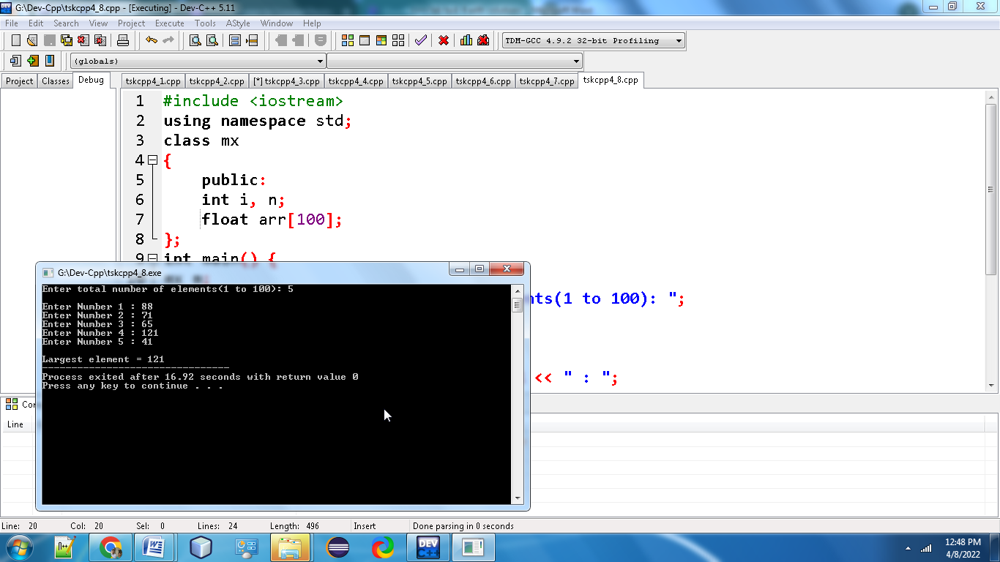 G:\Dev-Cpp\tskcpp4_8.cpp - [Executing] - Dev-C++ 5.11
File Edit Search View Project Execute Tools AStyle Window Help
TDM-GCC 4.9.2 32-bit Profiling
(globals)
Project Classes Debug
tskcpp4_1.cpp tskcpp4_2.cpp [*] tskcpp4_3.cpp tskcpp4_4.cpp tskcpp4_5.cpp tskcpp4_6.cpp tskcpp4_7.cpp tskcpp4_8.cpp
1 #include <iostream>
2 using namespace std;
3 class mx
4 {
5 public:
6 int i, n;
7 float arr[100];
8 };
9 int main() {
nts(1 to 100): ";
<< " : ";
G:\Dev-Cpp\tskcpp4_8.exe
Enter total number of elements(1 to 100): 5
Enter Number 1 : 88
Enter Number 2 : 71
Enter Number 3 : 65
Enter Number 4 : 121
Enter Number 5 : 41
Largest element = 121
--------------------------------
Process exited after 16.92 seconds with return value 0
Press any key to continue . . .
Line
Line: 20 Col: 20 Sel: 0 Lines: 24 Length: 496 Insert Done parsing in 0 seconds
n++
W
DEV
C++
12:48 PM
4/8/2022